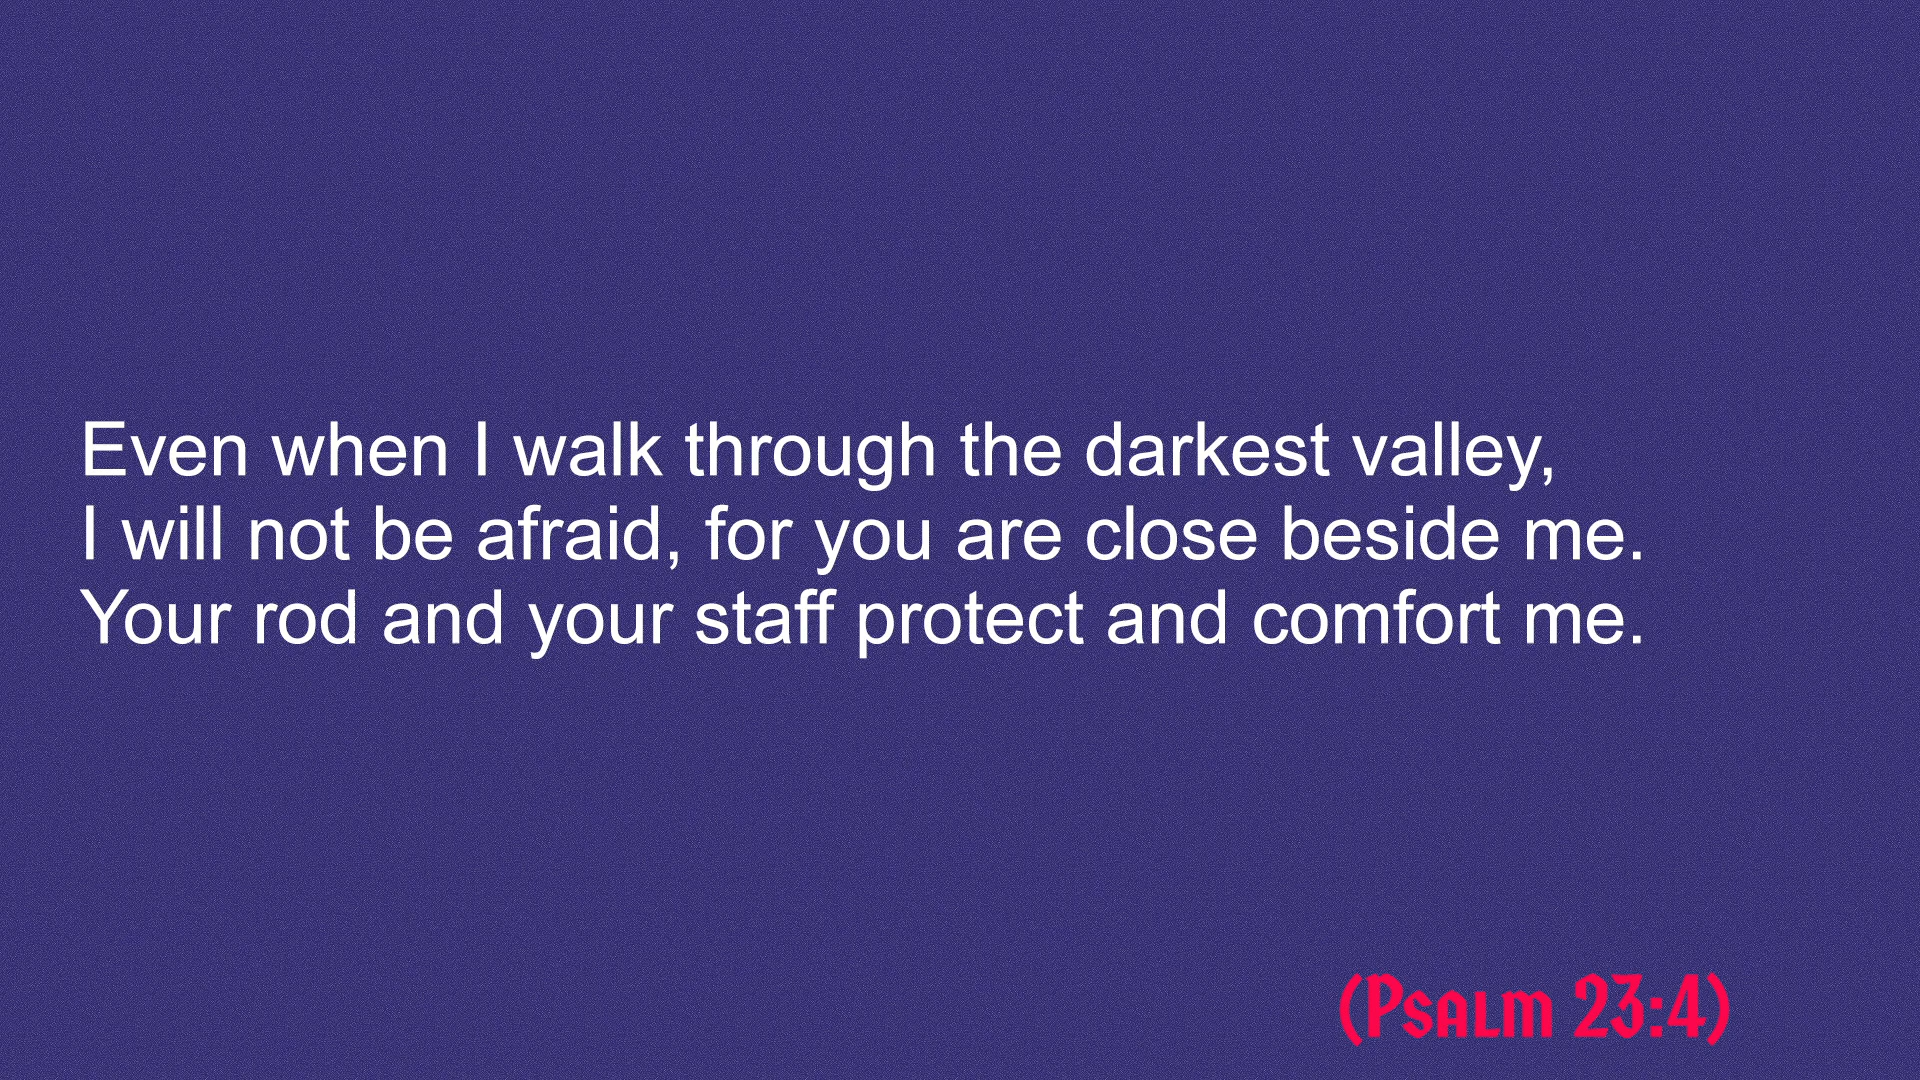 Even when I walk through the darkest valley,
I will not be afraid, for you are close beside me.
Your rod and your staff protect and comfort me.
(Psalm 23:4)